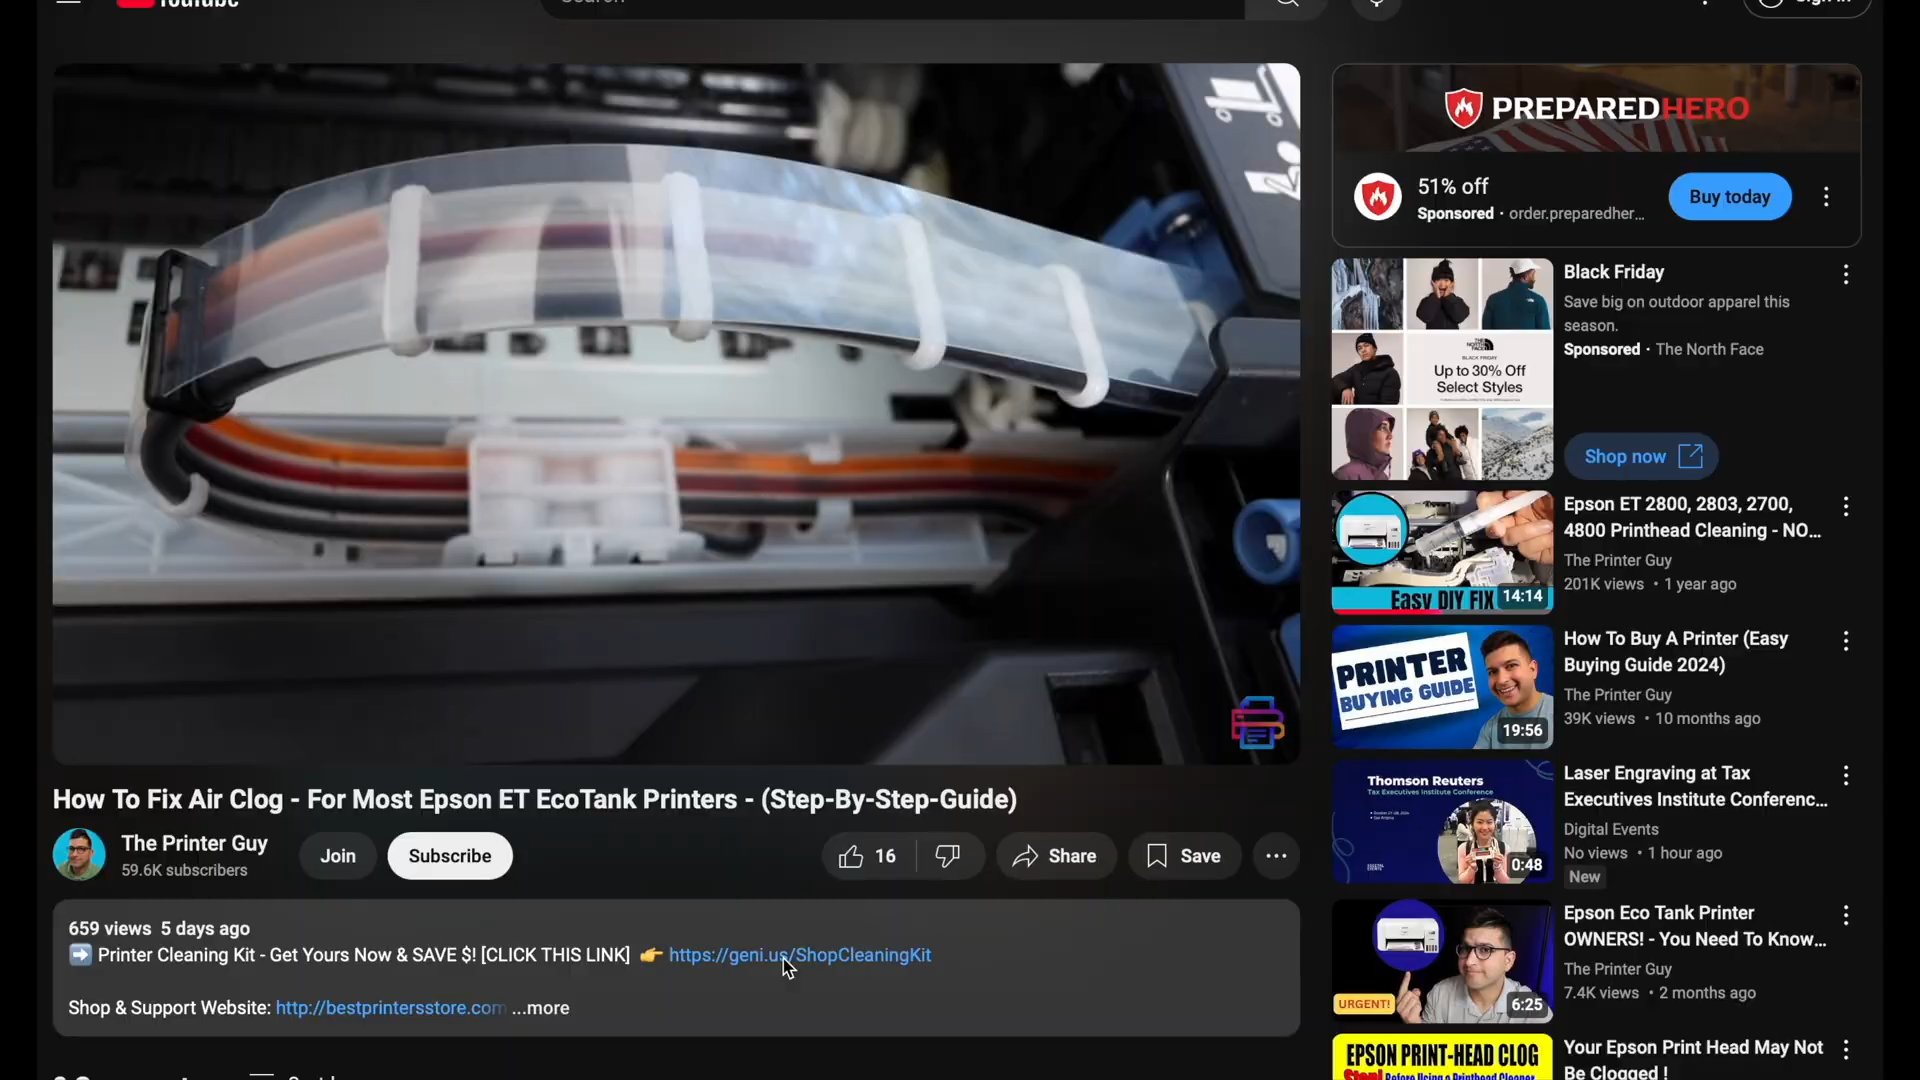 PREPAREDHERO
51% off
Sponsored • order.preparedher...
Buy today
Black Friday
Save big on outdoor apparel this
season.
Sponsored • The North Face
THE NORTH FACE
BLACK FRIDAY
Up to 30% Off
Select Styles
Shop now
Epson ET 2800, 2803, 2700,
4800 Printhead Cleaning - NO...
The Printer Guy
201K views • 1 year ago
Easy DIY FIX
14:14
How To Buy A Printer (Easy
Buying Guide 2024)
The Printer Guy
39K views • 10 months ago
PRINTER
BUYING GUIDE
19:56
Thomson Reuters
Tax Executives Institute Conference
0:48
Laser Engraving at Tax
Executives Institute Conferenc...
Digital Events
No views • 1 hour ago
New
How To Fix Air Clog - For Most Epson ET EcoTank Printers - (Step-By-Step-Guide)
The Printer Guy
59.6K subscribers
Join
Subscribe
16
Share
Save
659 views 5 days ago
➡️ Printer Cleaning Kit - Get Yours Now & SAVE $! [CLICK THIS LINK] 👉 https://geni.us/ShopCleaningKit
Shop & Support Website: http://bestprintersstore.com ...more
Epson Eco Tank Printer
OWNERS! - You Need To Know...
The Printer Guy
7.4K views • 2 months ago
URGENT!
6:25
EPSON PRINT-HEAD CLOG
Your Epson Print Head May Not
Be Clogged !